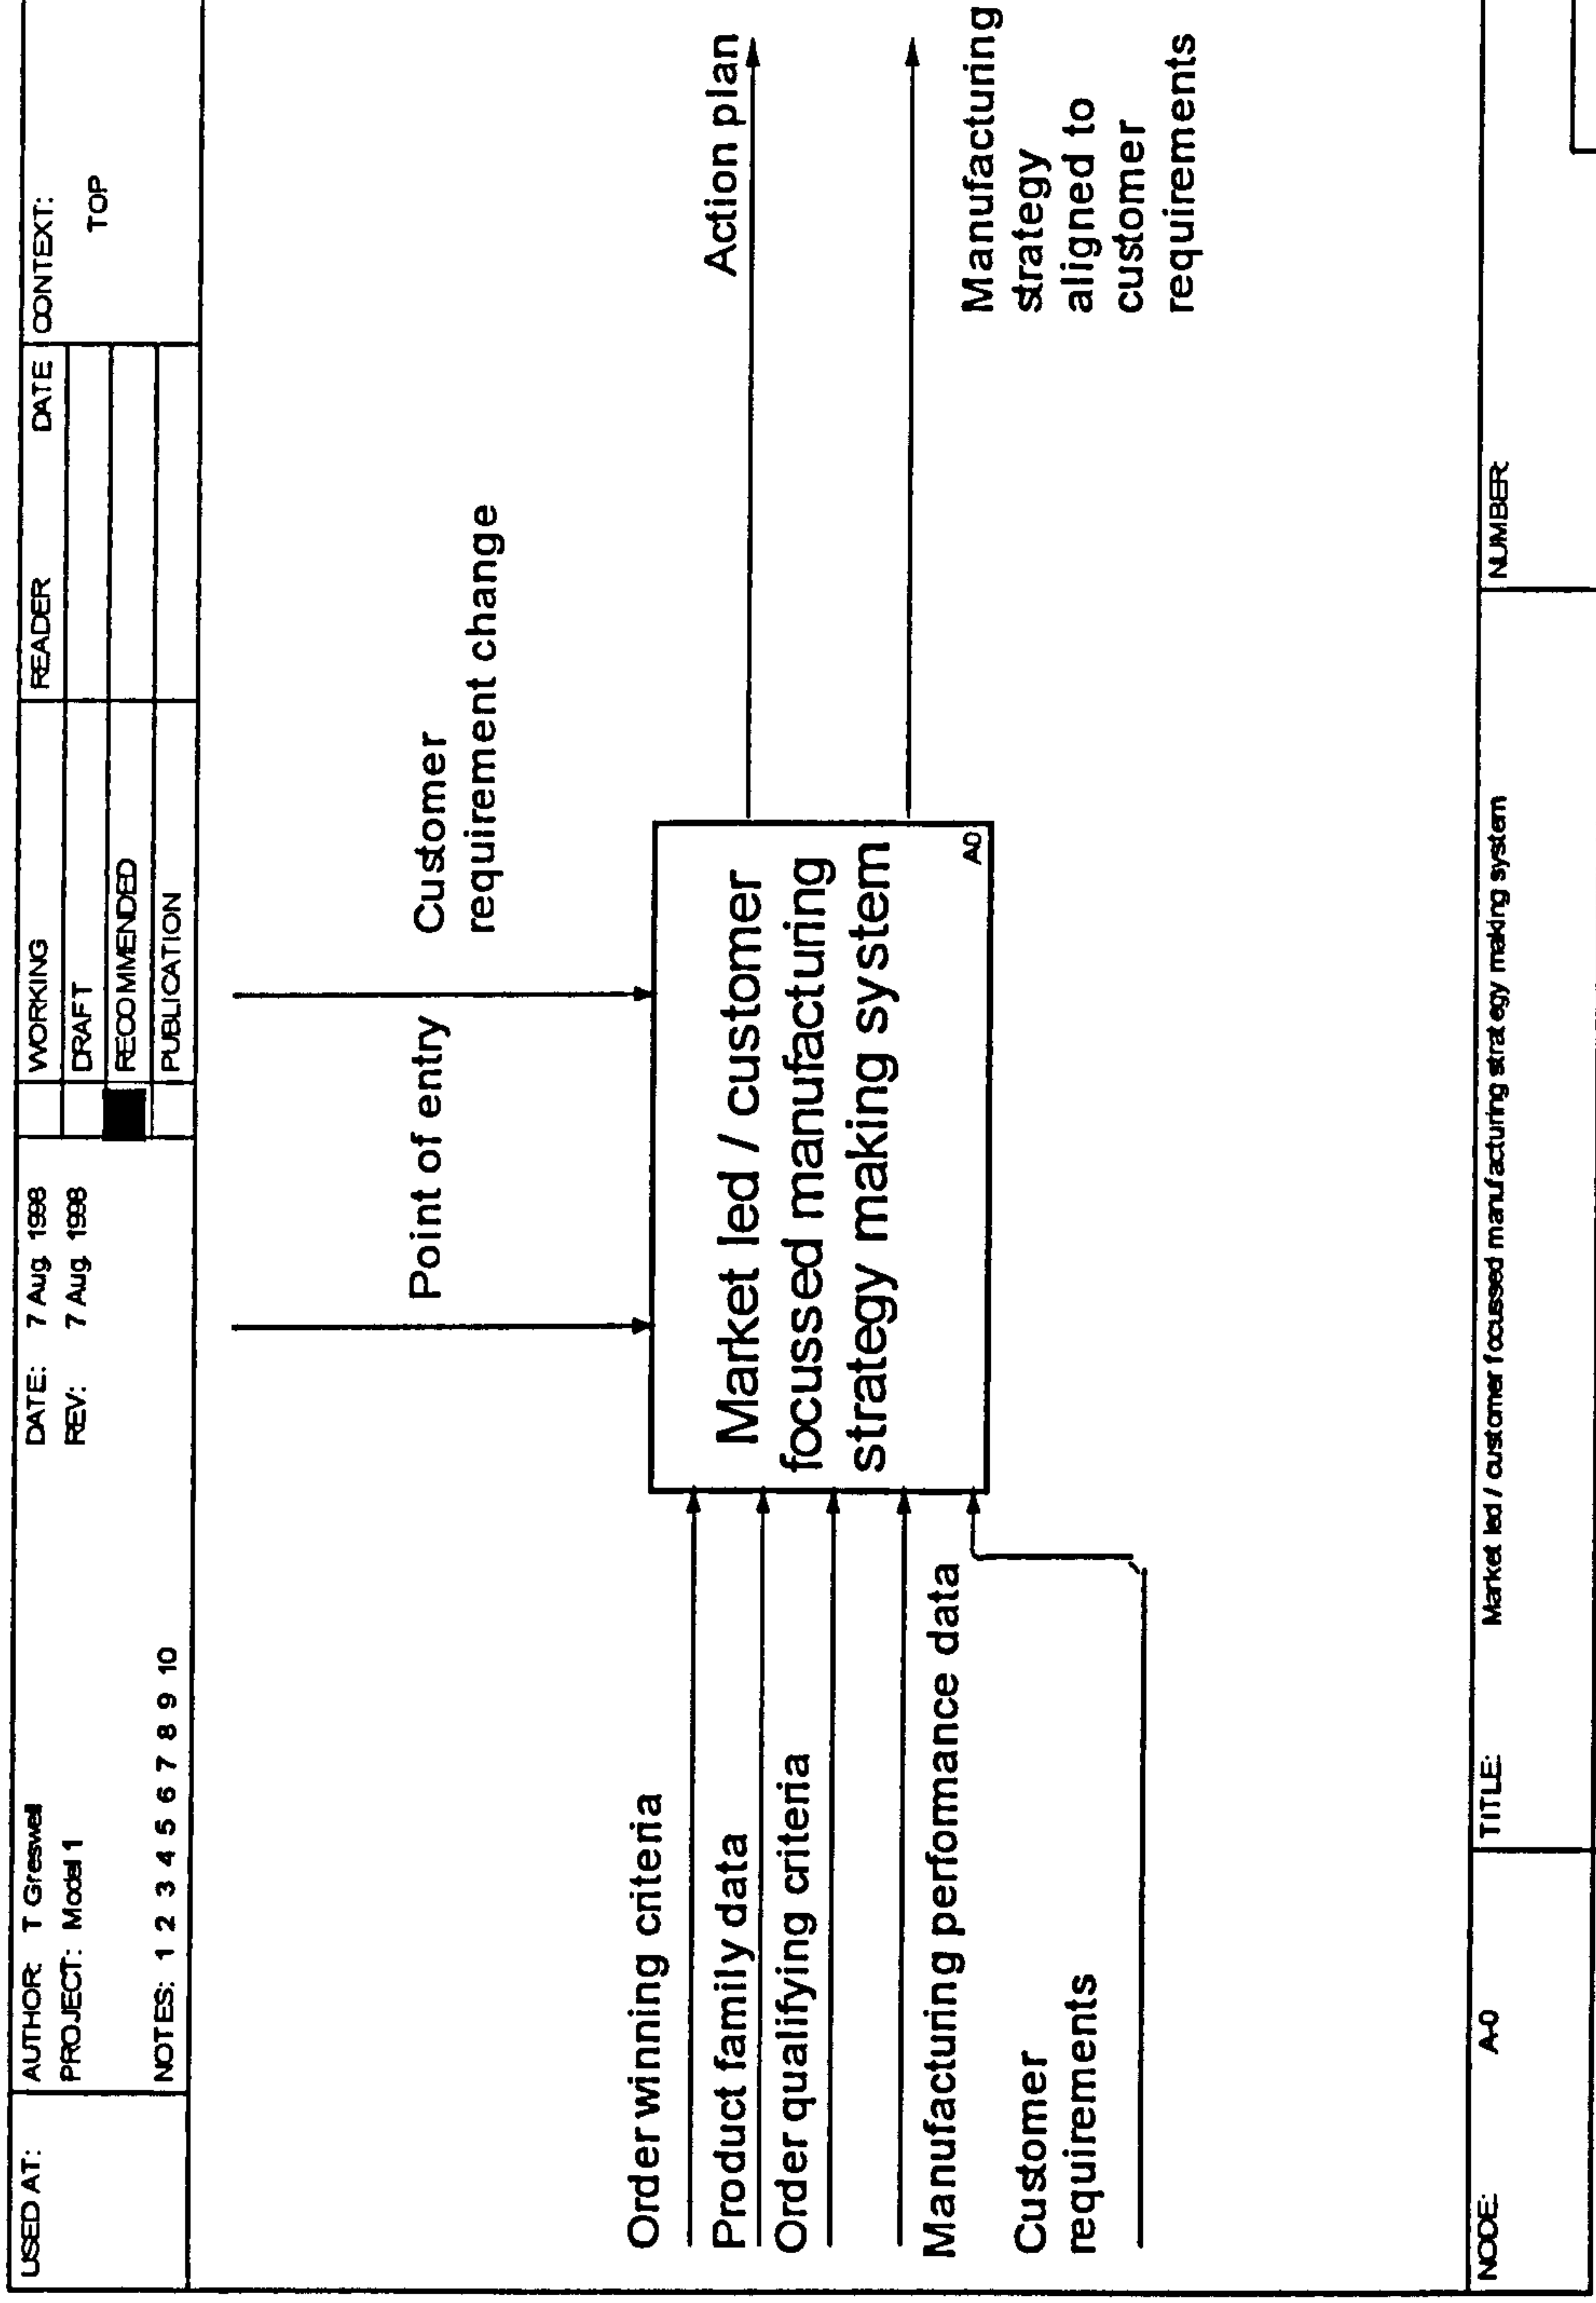 USED AT:
AUTHOR: T Greswell
PROJECT: Model 1
NOTES: 1 2 3 4 5 6 7 8 9 10
DATE: 7 Aug 1998
REV: 7 Aug 1998
WORKING
DRAFT
RECOMMENDED
PUBLICATION
READER DATE
CONTEXT:
TOP
Point of entry
Customer
requirement change
Order winning criteria
Product family data
Order qualifying criteria
Manufacturing performance data
Customer
requirements
Market led / customer
focussed manufacturing
strategy making system
A0
Action plan
Manufacturing
strategy
aligned to
customer
requirements
NODE: A-0
TITLE: Market led / customer focussed manufacturing strategy making system
NUMBER: